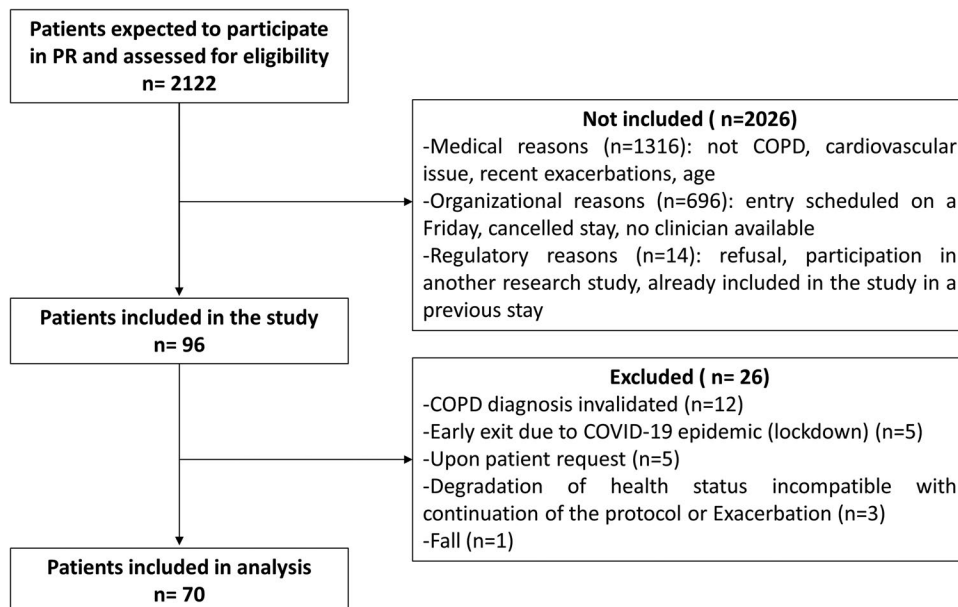 Patients expected to participate
in PR and assessed for eligibility
n= 2122
Not included ( n=2026)
-Medical reasons (n=1316): not COPD, cardiovascular
issue, recent exacerbations, age
-Organizational reasons (n=696): entry scheduled on a
Friday, cancelled stay, no clinician available
-Regulatory reasons (n=14): refusal, participation in
another research study, already included in the study in a
previous stay
Patients included in the study
n= 96
Excluded ( n= 26)
-COPD diagnosis invalidated (n=12)
-Early exit due to COVID-19 epidemic (lockdown) (n=5)
-Upon patient request (n=5)
-Degradation of health status incompatible with
continuation of the protocol or Exacerbation (n=3)
-Fall (n=1)
Patients included in analysis
n= 70